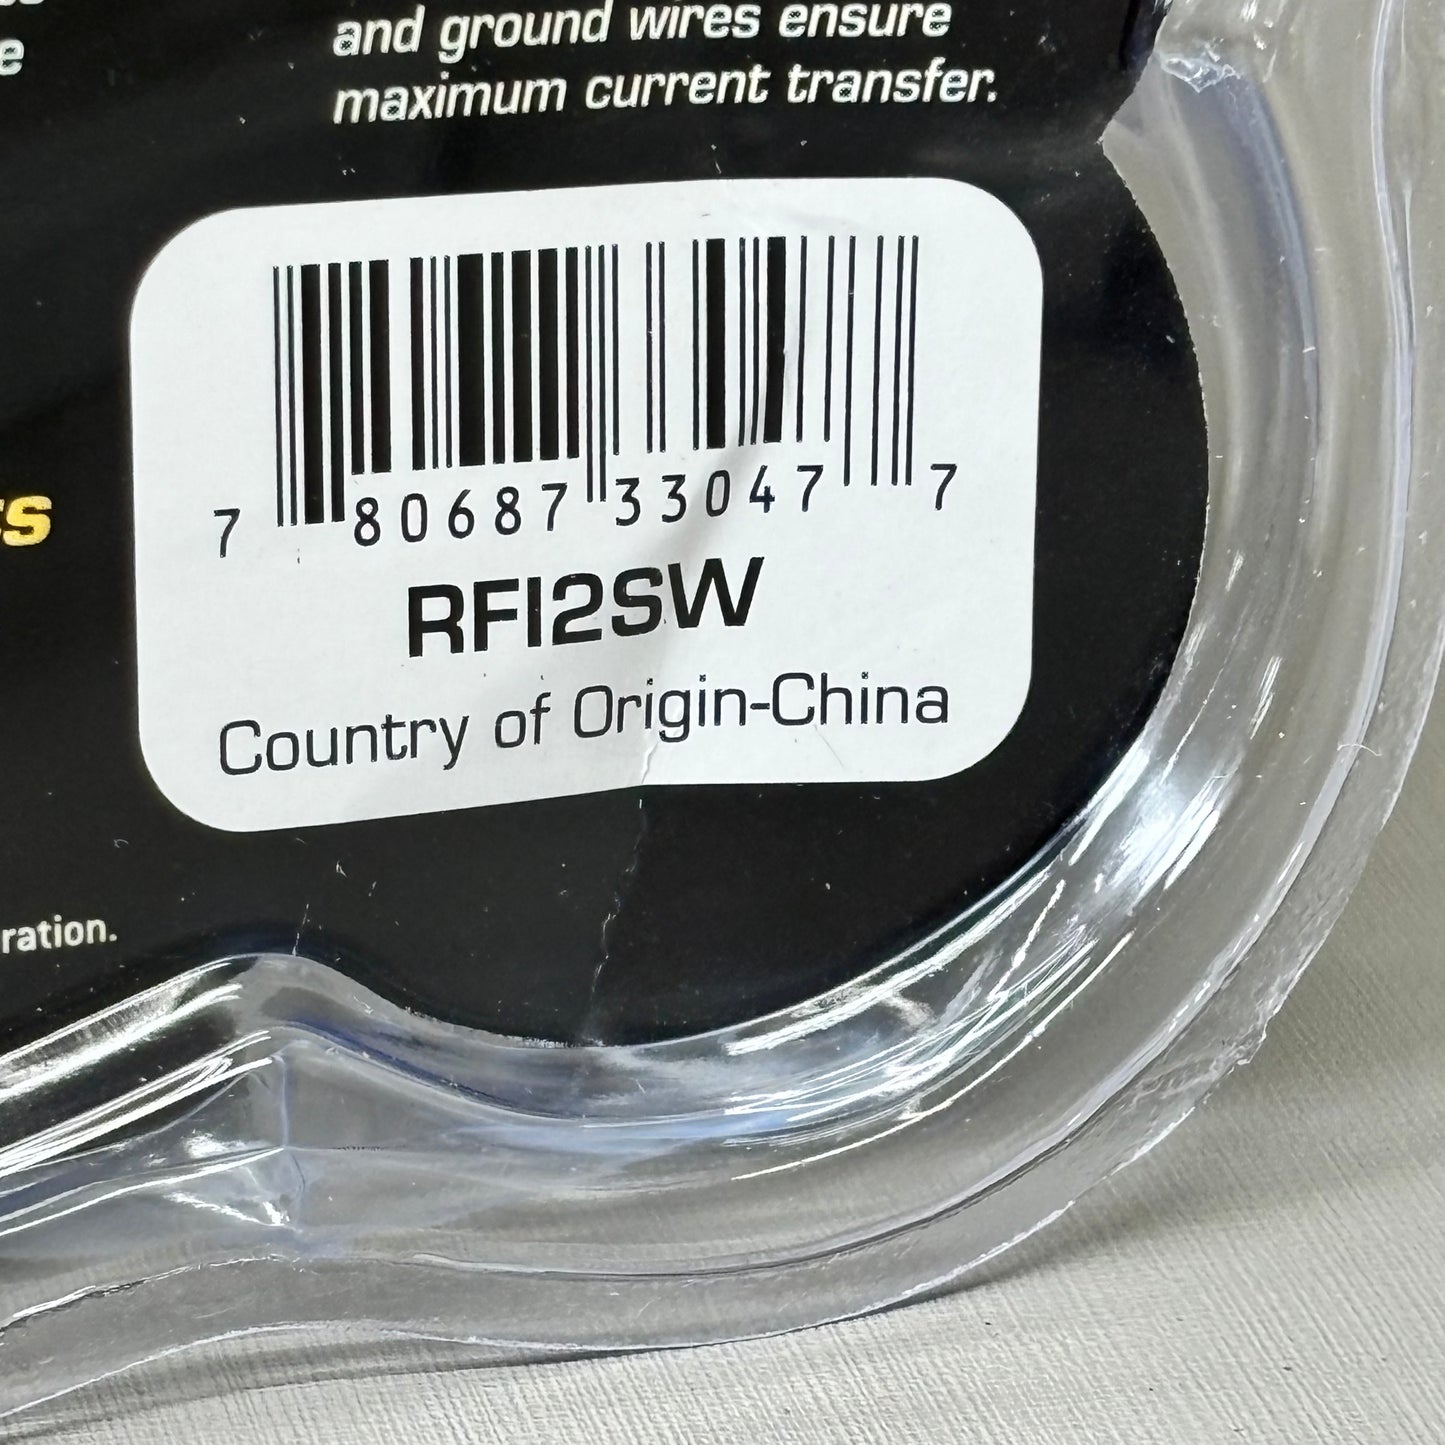 e
and ground wires ensure
maximum current transfer.
7 80687 33047 7
RFI2SW
Country of Origin-China
ration.